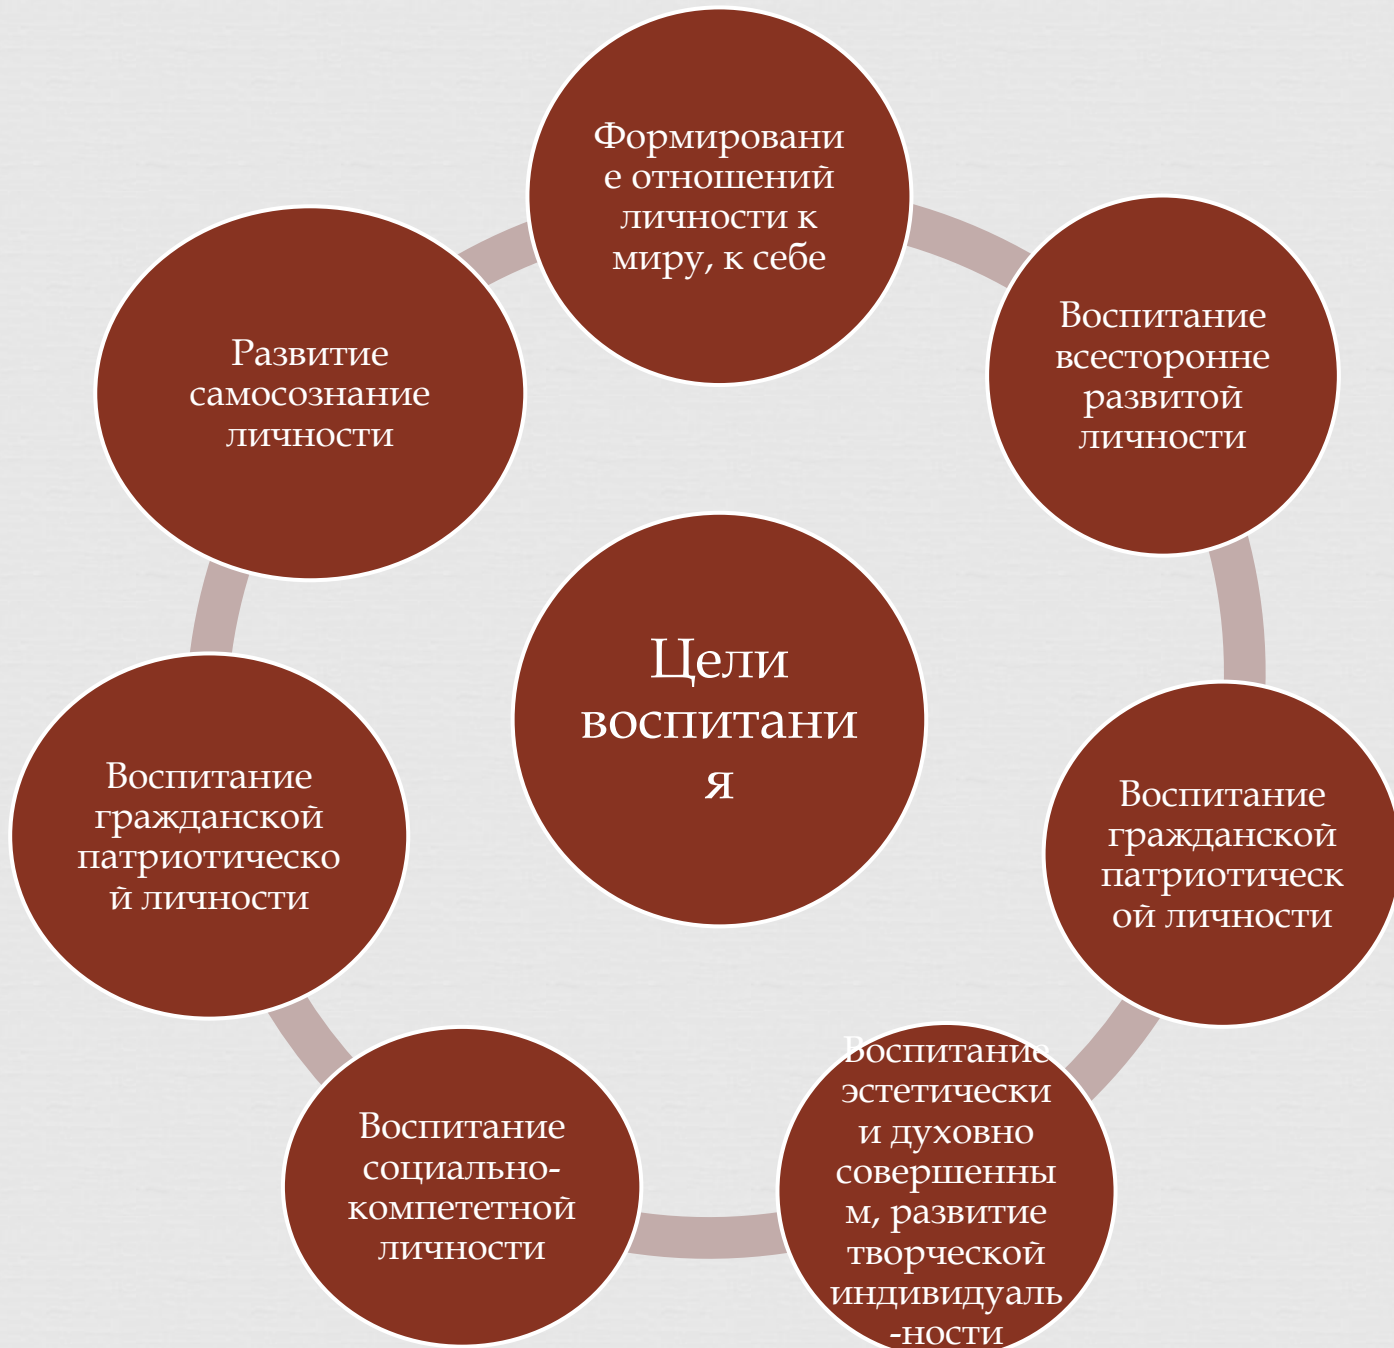 Формировани
е отношений
личности к
миру, к себе
Воспитание
всесторонне
развитой
личности
Воспитание
гражданской
патриотическ
ой личности
Воспитание
эстетически
и духовно
совершенны
м, развитие
творческой
индивидуаль
-ности
Воспитание
социально-
компететной
личности
Воспитание
гражданской
патриотическо
й личности
Развитие
самосознание
личности
Цели
воспитани
я